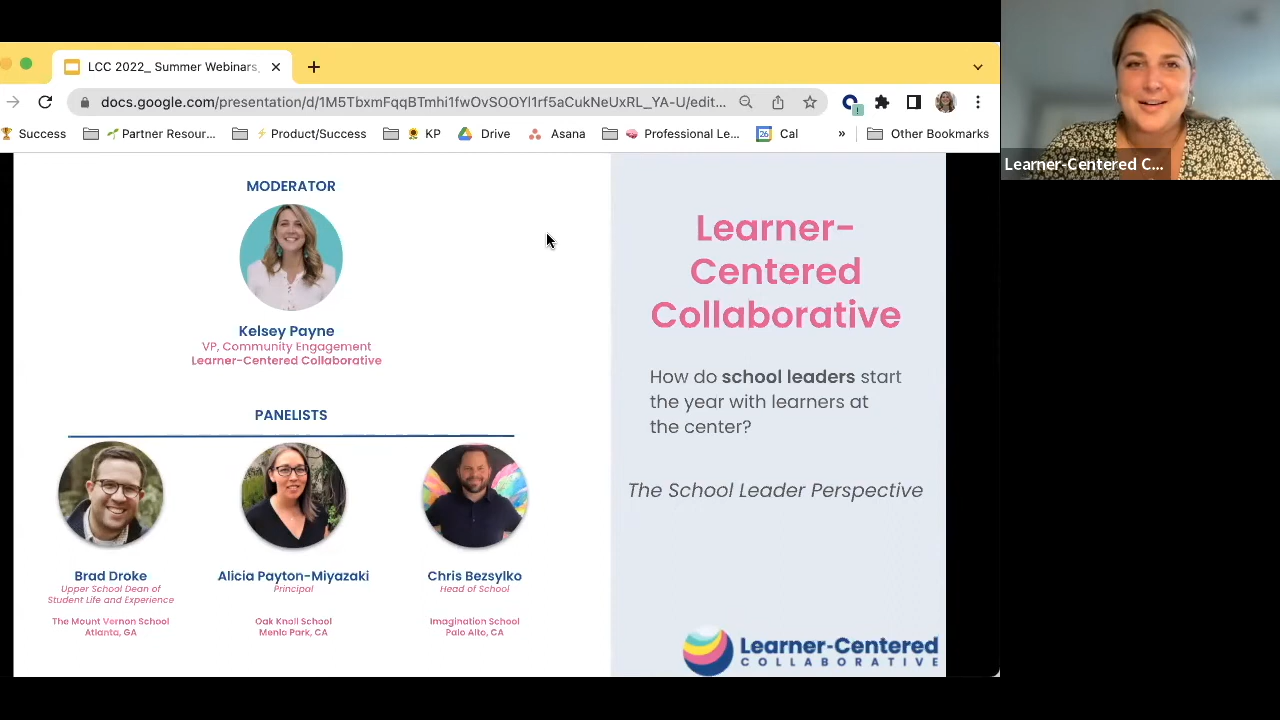 LCC 2022_ Summer Webinars
docs.google.com/presentation/d/1M5TbxmFqqBTmhi1fwOvSOOYl1rf5aCukNeUxRL_YA-U/edit...
Success
Partner Resour...
Product/Success
KP
Drive
Asana
Professional Le...
26
Cal
»
Other Bookmarks
Learner-Centered C...
MODERATOR
Kelsey Payne
VP, Community Engagement
Learner-Centered Collaborative
PANELISTS
Brad Droke
Upper School Dean of
Student Life and Experience
The Mount Vernon School
Atlanta, GA
Alicia Payton-Miyazaki
Principal
Oak Knoll School
Menlo Park, CA
Chris Bezsylko
Head of School
Imagination School
Palo Alto, CA
Learner-
Centered
Collaborative
How do school leaders start
the year with learners at
the center?
The School Leader Perspective
Learner-Centered
COLLABORATIVE